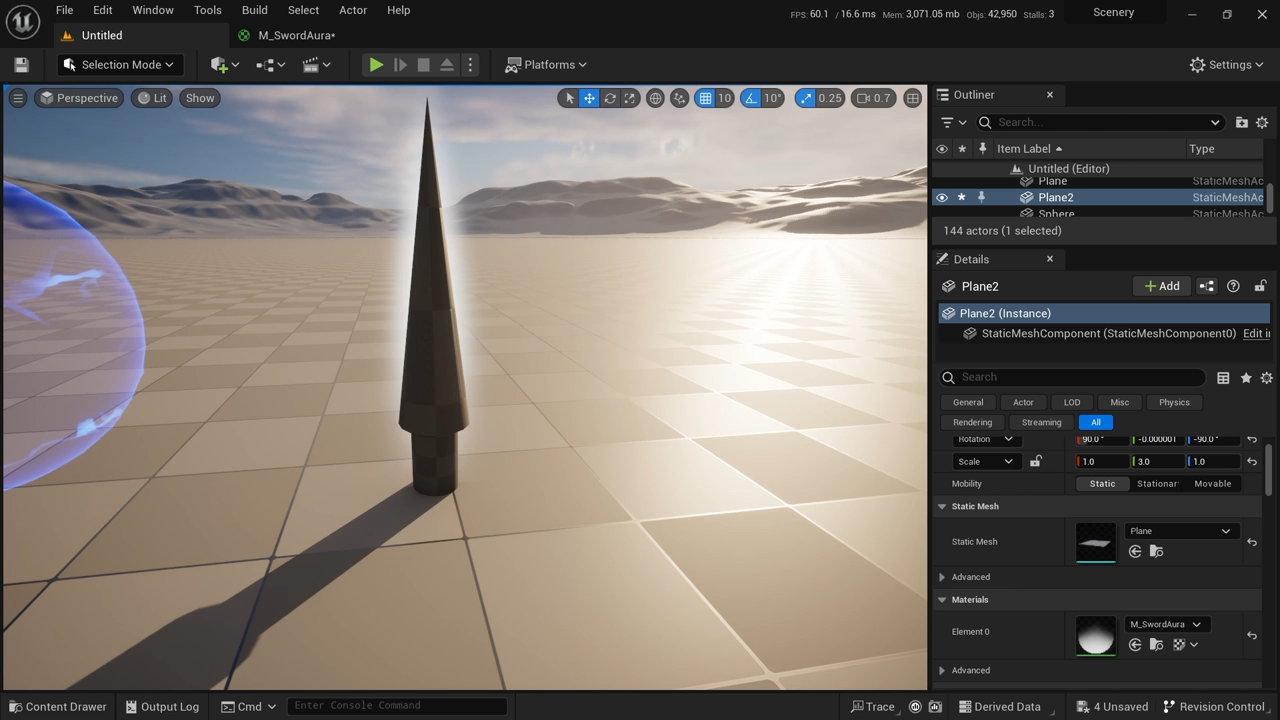 File Edit Window Tools Build Select Actor Help
FPS: 60.1 / 16.6 ms Mem: 3,071.05 mb Objs: 42,950 Stalls: 3
Scenery
Untitled
M_SwordAura*
Selection Mode
Platforms
Settings
Perspective Lit Show
10 10° 0.25 0.7
Outliner
Search...
Item Label Type
Untitled (Editor)
Plane StaticMeshAc
Plane2 StaticMeshAc
Sphere StaticMeshAc
144 actors (1 selected)
Details
Plane2
+ Add
Plane2 (Instance)
StaticMeshComponent (StaticMeshComponent0) Edit in
Search
General Actor LOD Misc Physics
Rendering Streaming All
Rotation 90.0° -0.000001 -90.0°
Scale 1.0 3.0 1.0
Mobility Static Stationar Movable
Static Mesh
Static Mesh Plane
Advanced
Materials
Element 0 M_SwordAura
Advanced
Content Drawer Output Log Cmd Enter Console Command Trace Derived Data 4 Unsaved Revision Control